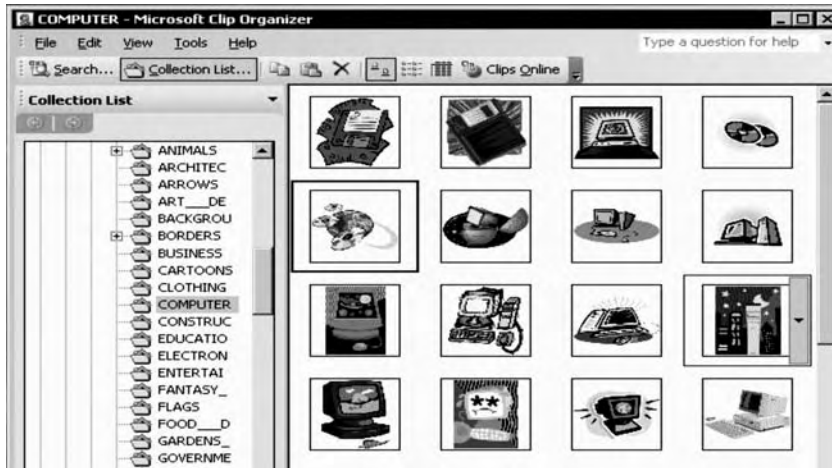 COMPUTER - Microsoft Clip Organizer
File Edit View Tools Help
Type a question for help
Search... Collection List... Clips Online
Collection List
ANIMALS
ARCHITEC
ARROWS
ART___DE
BACKGROU
BORDERS
BUSINESS
CARTOONS
CLOTHING
COMPUTER
CONSTRUC
EDUCATIO
ELECTRON
ENTERTAI
FANTASY_
FLAGS
FOOD___D
GARDENS_
GOVERNME